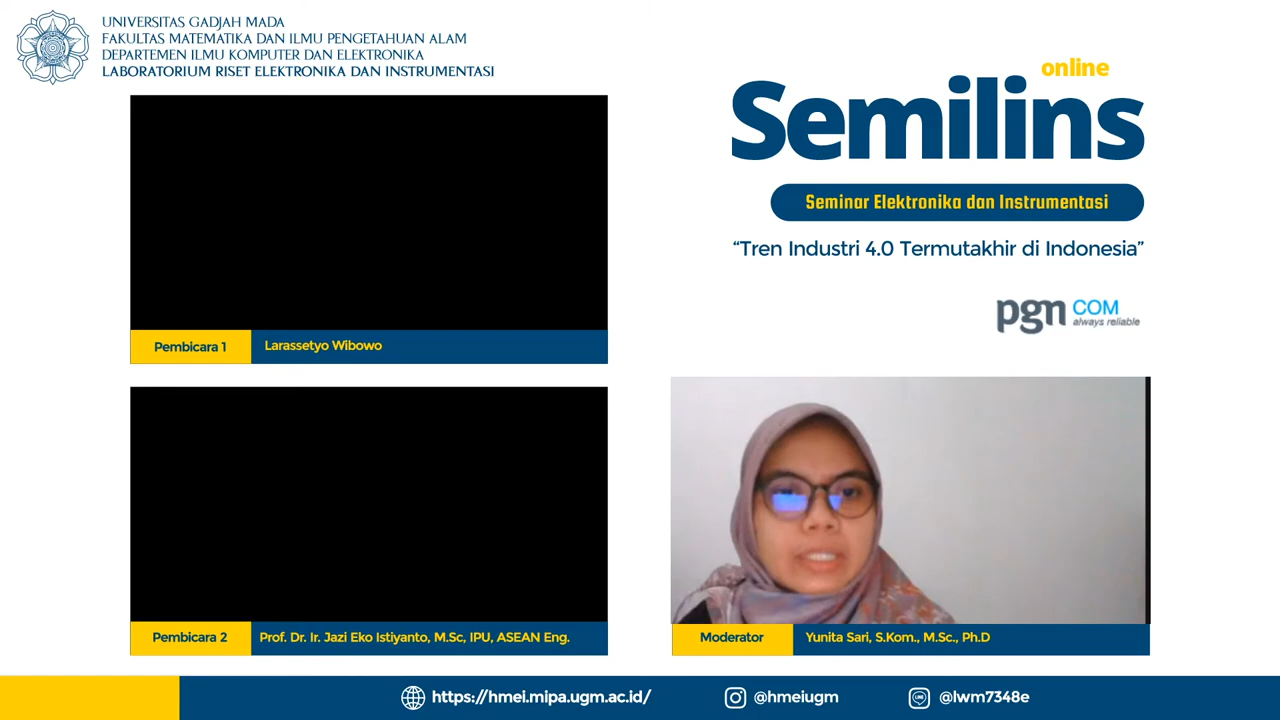 UNIVERSITAS GADJAH MADA
FAKULTAS MATEMATIKA DAN ILMU PENGETAHUAN ALAM
DEPARTEMEN ILMU KOMPUTER DAN ELEKTRONIKA
LABORATORIUM RISET ELEKTRONIKA DAN INSTRUMENTASI
online
Semilins
Seminar Elektronika dan Instrumentasi
“Tren Industri 4.0 Termutakhir di Indonesia”
pgn COM
always reliable
Pembicara 1 Larassetyo Wibowo
Pembicara 2 Prof. Dr. Ir. Jazi Eko Istiyanto, M.Sc, IPU, ASEAN Eng.
Moderator Yunita Sari, S.Kom., M.Sc., Ph.D
https://hmei.mipa.ugm.ac.id/ @hmeiugm LINE @lwm7348e